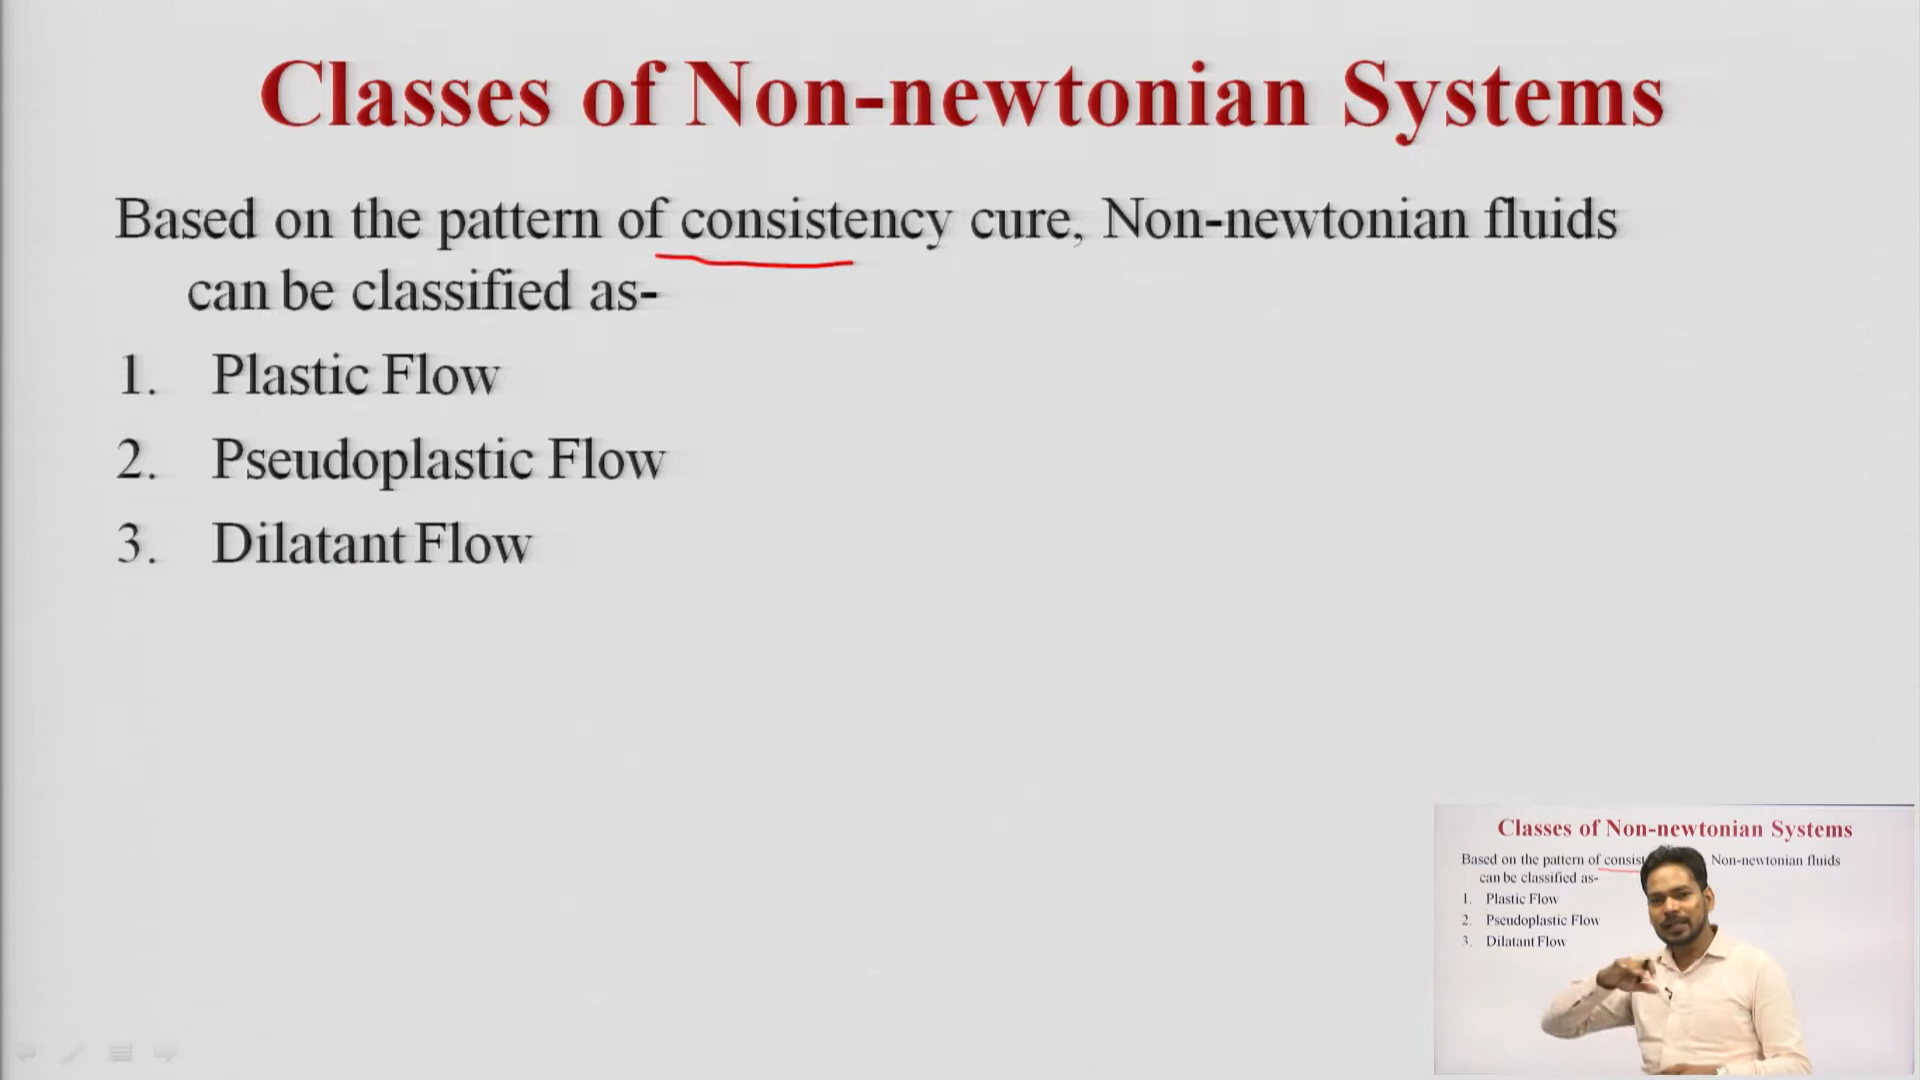 Classes of Non-newtonian Systems
Based on the pattern of consistency cure, Non-newtonian fluids
can be classified as-
1. Plastic Flow
2. Pseudoplastic Flow
3. Dilatant Flow
Classes of Non-newtonian Systems
Based on the pattern of consist Non-newtonian fluids
can be classified as-
1. Plastic Flow
2. Pseudoplastic Flow
3. Dilatant Flow